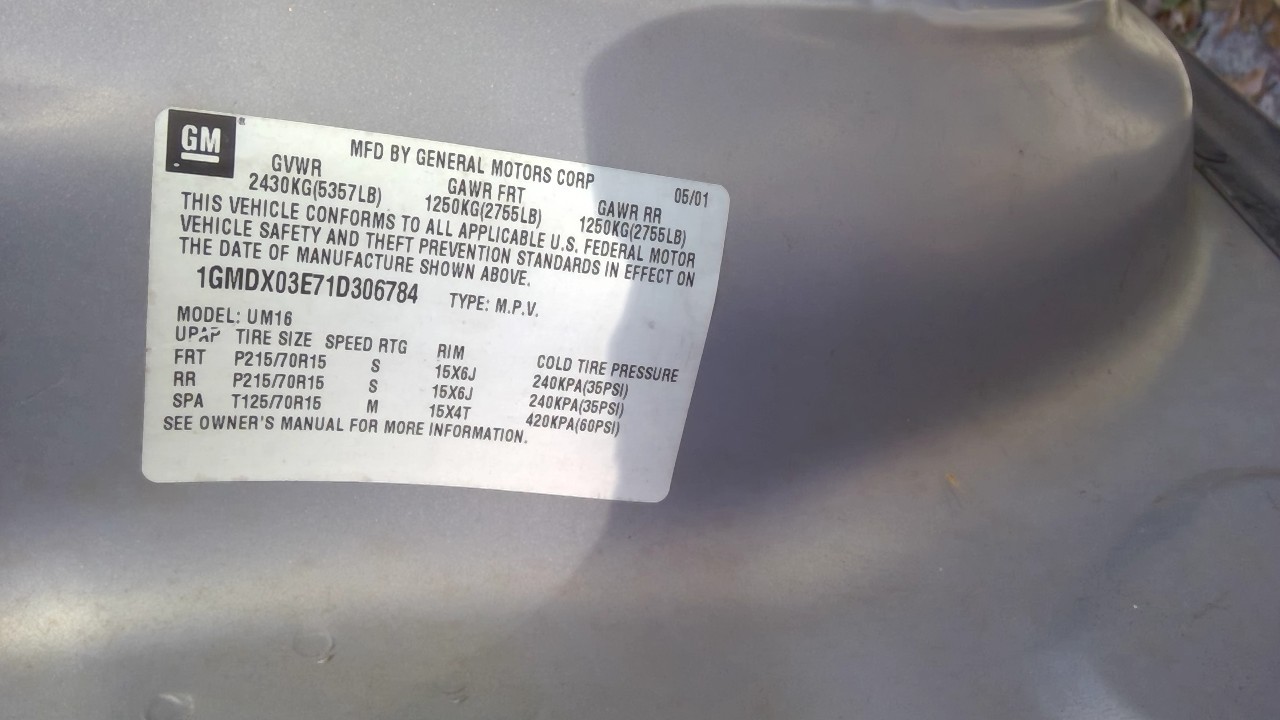 GM
MFD BY GENERAL MOTORS CORP 05/01
GVWR GAWR FRT GAWR RR
2430KG(5357LB) 1250KG(2755LB) 1250KG(2755LB)
THIS VEHICLE CONFORMS TO ALL APPLICABLE U.S. FEDERAL MOTOR
VEHICLE SAFETY AND THEFT PREVENTION STANDARDS IN EFFECT ON
THE DATE OF MANUFACTURE SHOWN ABOVE.
1GMDX03E71D306784 TYPE: M.P.V.
MODEL: UM16
TIRE SIZE SPEED RTG RIM COLD TIRE PRESSURE
FRT P215/70R15 S 15X6J 240KPA(35PSI)
RR P215/70R15 S 15X6J 240KPA(35PSI)
SPA T125/70R15 M 15X4T 420KPA(60PSI)
SEE OWNER'S MANUAL FOR MORE INFORMATION.